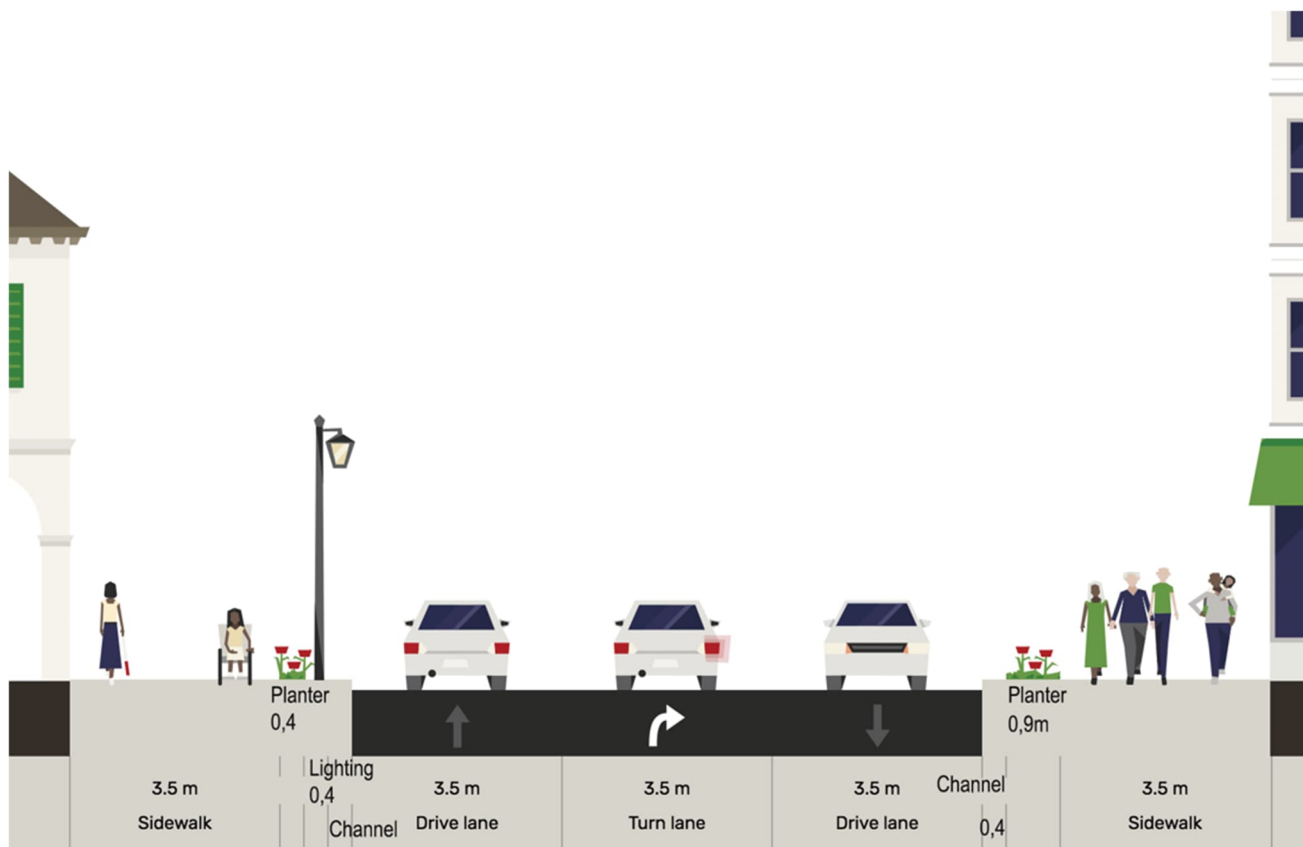 Planter
0,4
Planter
0,9m
Lighting
0,4
Channel
3.5 m
Sidewalk
3.5 m
Drive lane
3.5 m
Turn lane
3.5 m
Drive lane
Channel
0,4
3.5 m
Sidewalk